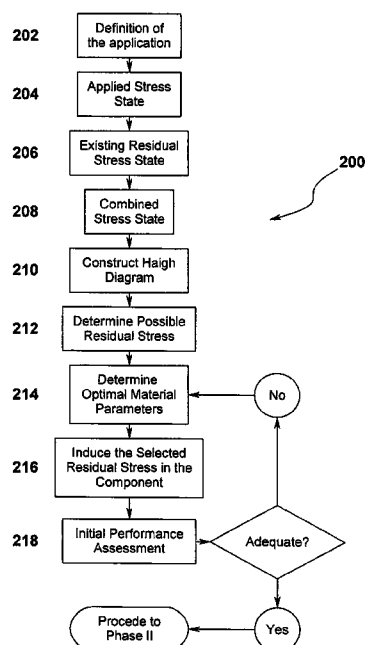 202
Definition of
the application
204
Applied Stress
State
206
Existing Residual
Stress State
200
208
Combined
Stress State
210
Construct Haigh
Diagram
212
Determine Possible
Residual Stress
214
Determine
Optimal Material
Parameters
No
216
Induce the Selected
Residual Stress in the
Component
218
Initial Performance
Assessment
Adequate?
Procede to
Phase II
Yes